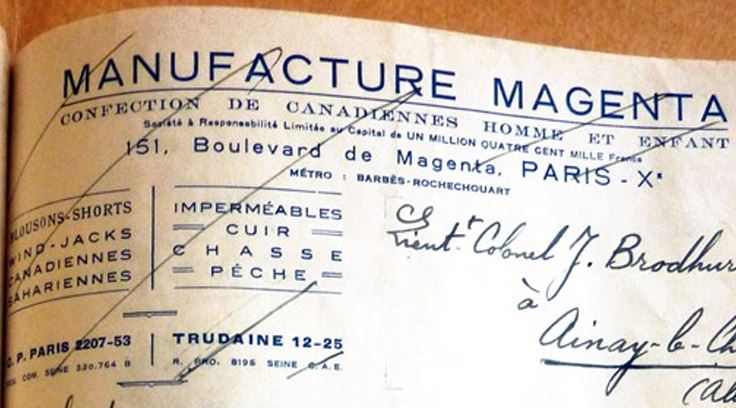 MANUFACTURE MAGENTA
CONFECTION DE CANADIENNES HOMME ET ENFANT
Société à Responsabilité Limitée au Capital de UN MILLION QUATRE CENT MILLE Francs
151, Boulevard de Magenta, PARIS - Xe
MÉTRO : BARBÈS-ROCHECHOUART
BLOUSONS-SHORTS
WIND-JACKS
CANADIENNES
SAHARIENNES
IMPERMÉABLES
CUIR
CHASSE
PÊCHE
C. P. PARIS 2207-53
COM. SEINE 330.764 B
TRUDAINE 12-25
R. PRO. 8195 SEINE C.A.E.
Lieut-Colonel J. Brodhur
à
Ainay-le-Ch
(All